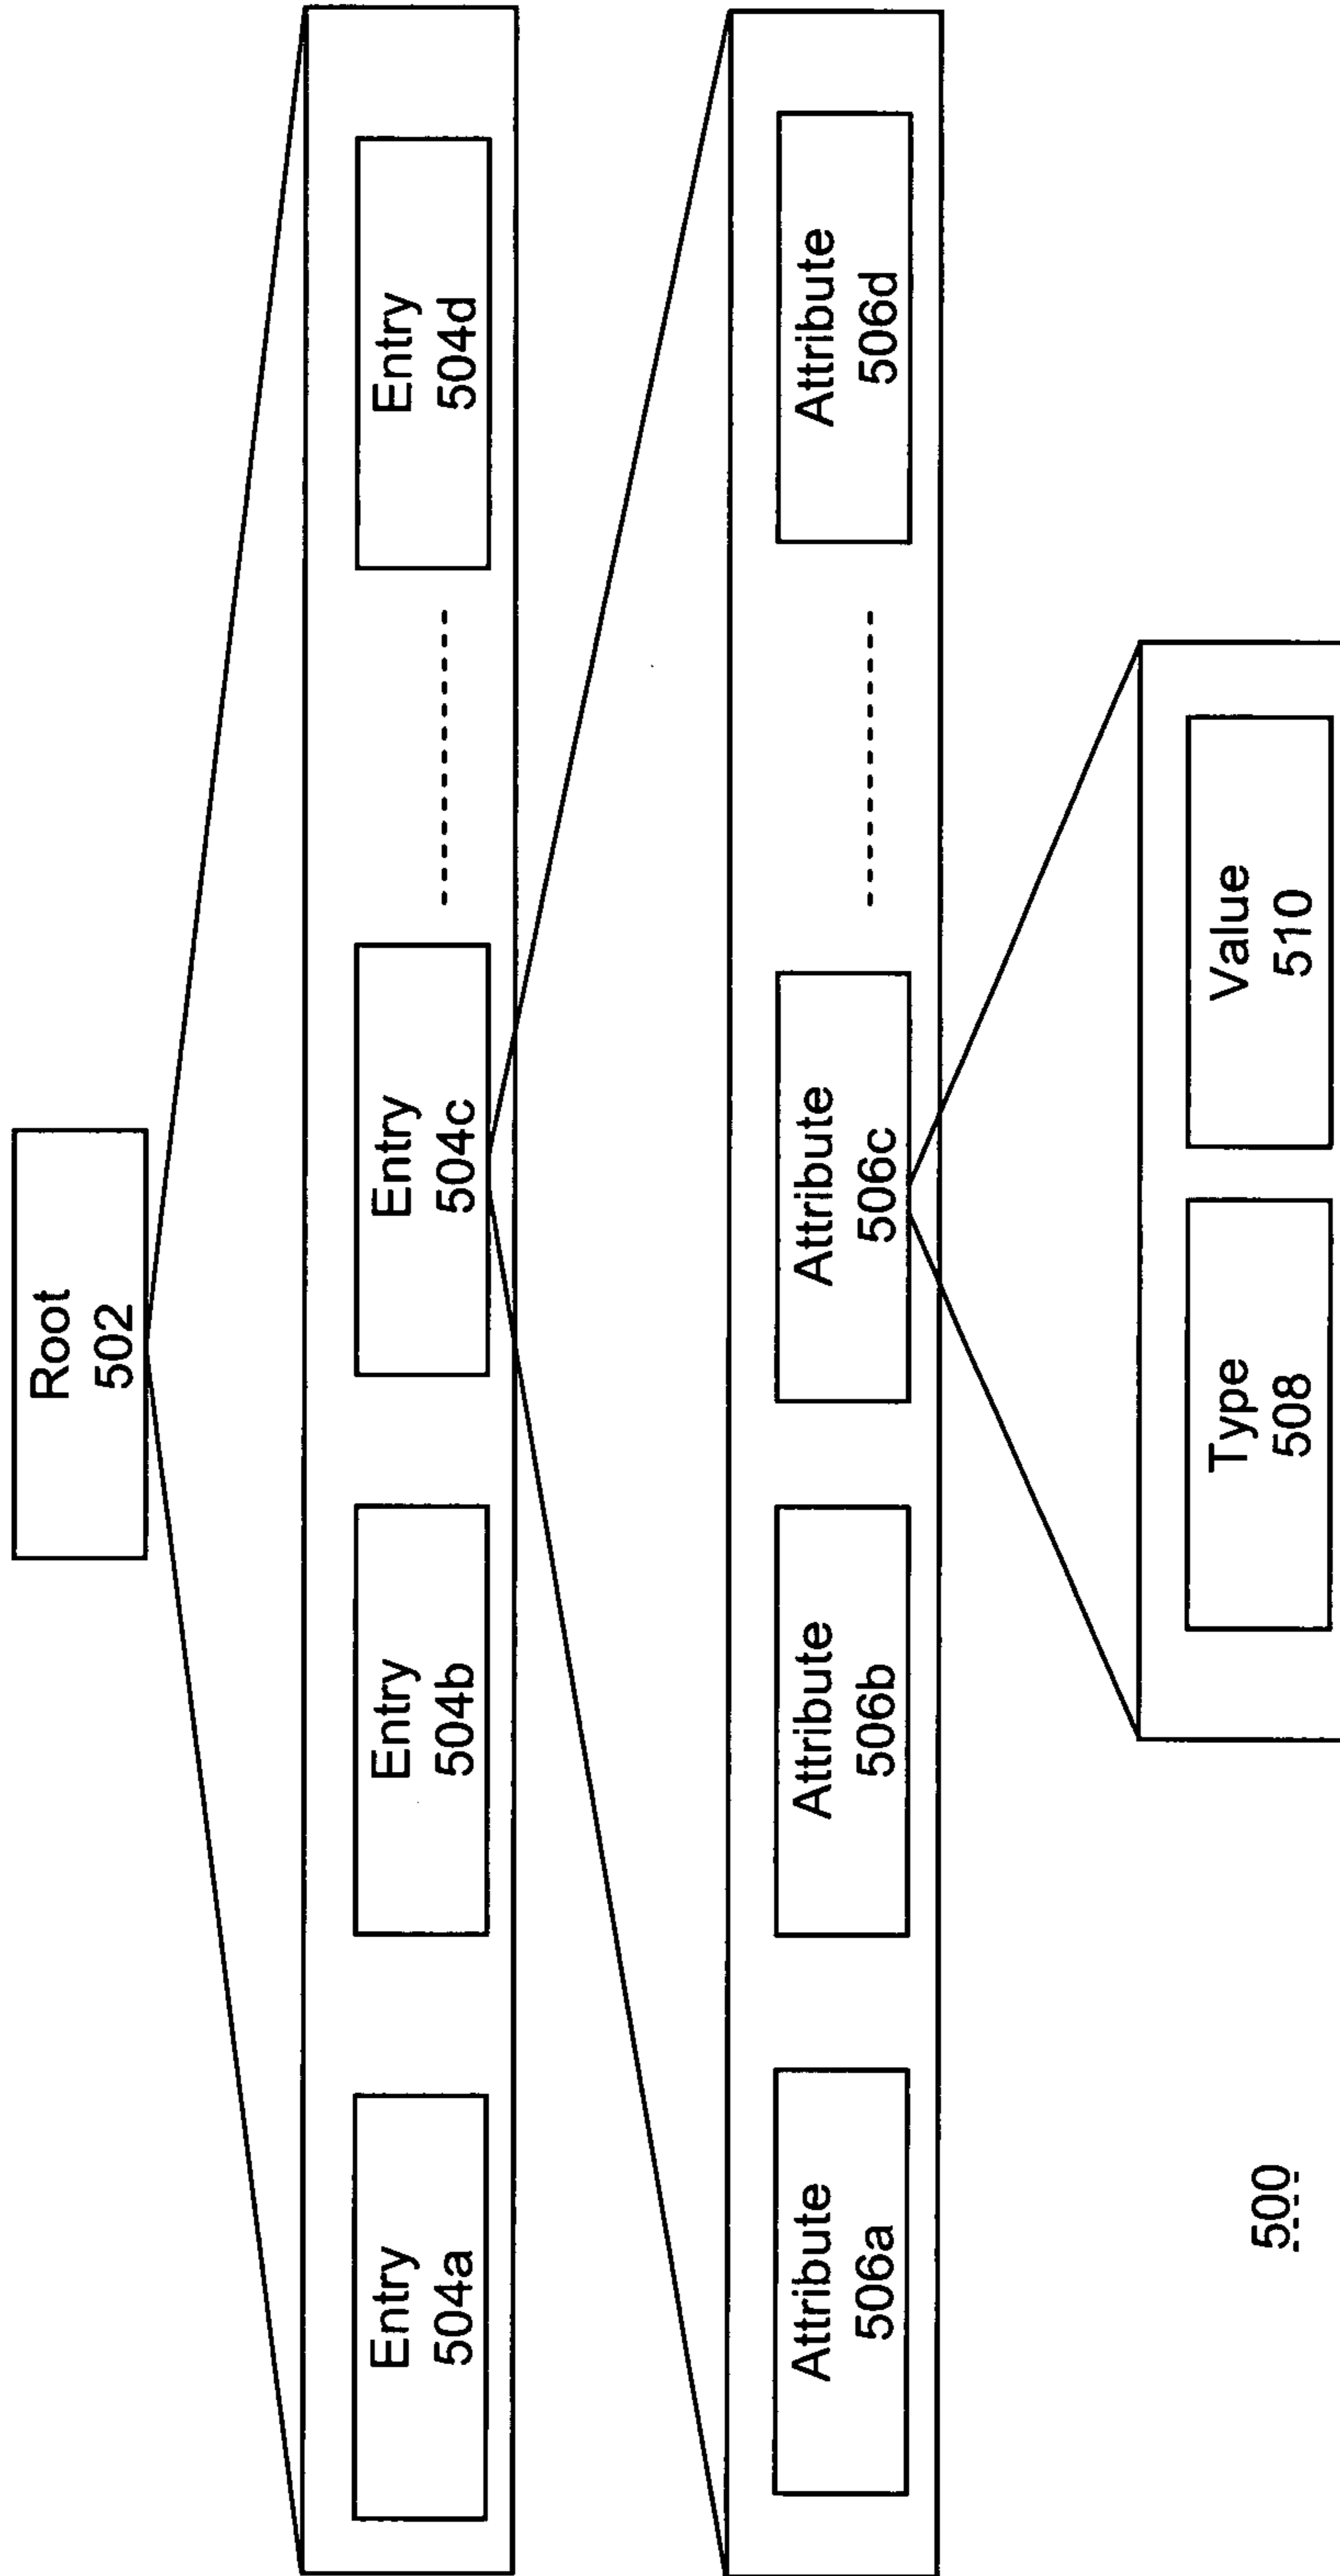 Root
502
Entry
504a
Entry
504b
Entry
504c
Entry
504d
Attribute
506a
Attribute
506b
Attribute
506c
Attribute
506d
Type
508
Value
510
500